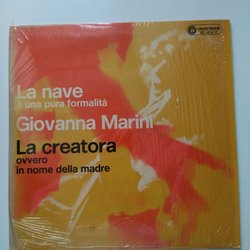 La nave
o una pura formalità
Giovanna Marini
La creatora
ovvero
in nome della madre